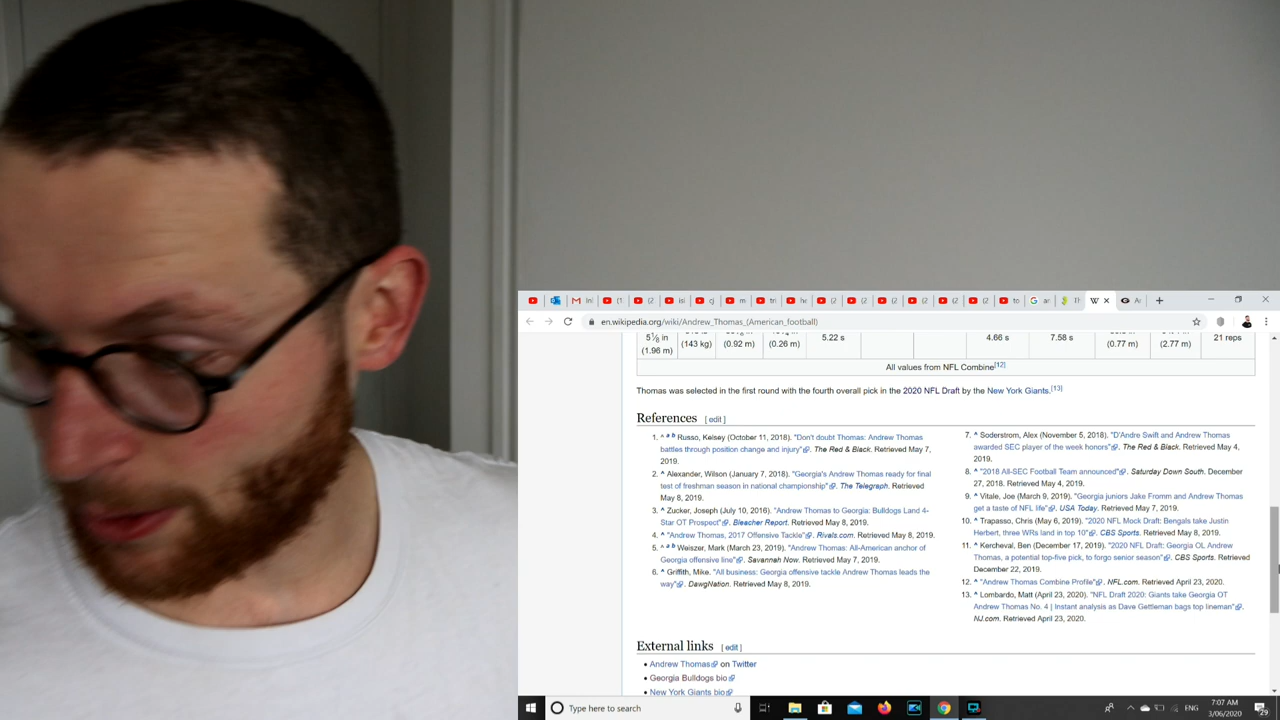 en.wikipedia.org/wiki/Andrew_Thomas_(American_football)
5⅛ in
(1.96 m)
(143 kg)
(0.92 m)
(0.26 m)
5.22 s
4.66 s
7.58 s
(0.77 m)
(2.77 m)
21 reps
All values from NFL Combine[12]
Thomas was selected in the first round with the fourth overall pick in the 2020 NFL Draft by the New York Giants.[13]
References [ edit ]
1. ^ a b Russo, Kelsey (October 11, 2018). "Don't doubt Thomas: Andrew Thomas
battles through position change and injury". The Red & Black. Retrieved May 7,
2019.
2. ^ Alexander, Wilson (January 7, 2018). "Georgia's Andrew Thomas ready for final
test of freshman season in national championship". The Telegraph. Retrieved
May 8, 2019.
3. ^ Zucker, Joseph (July 10, 2016). "Andrew Thomas to Georgia: Bulldogs Land 4-
Star OT Prospect". Bleacher Report. Retrieved May 8, 2019.
4. ^ "Andrew Thomas, 2017 Offensive Tackle". Rivals.com. Retrieved May 8, 2019.
5. ^ a b Weiszer, Mark (March 23, 2019). "Andrew Thomas: All-American anchor of
Georgia offensive line". Savannah Now. Retrieved May 7, 2019.
6. ^ Griffith, Mike. "All business: Georgia offensive tackle Andrew Thomas leads the
way". DawgNation. Retrieved May 8, 2019.
7. ^ Soderstrom, Alex (November 5, 2018). "D'Andre Swift and Andrew Thomas
awarded SEC player of the week honors". The Red & Black. Retrieved May 4,
2019.
8. ^ "2018 All-SEC Football Team announced". Saturday Down South. December
27, 2018. Retrieved May 4, 2019.
9. ^ Vitale, Joe (March 9, 2019). "Georgia juniors Jake Fromm and Andrew Thomas
get a taste of NFL life". USA Today. Retrieved May 7, 2019.
10. ^ Trapasso, Chris (May 6, 2019). "2020 NFL Mock Draft: Bengals take Justin
Herbert, three WRs land in top 10". CBS Sports. Retrieved May 8, 2019.
11. ^ Kercheval, Ben (December 17, 2019). "2020 NFL Draft: Georgia OL Andrew
Thomas, a potential top-five pick, to forgo senior season". CBS Sports. Retrieved
December 22, 2019.
12. ^ "Andrew Thomas Combine Profile". NFL.com. Retrieved April 23, 2020.
13. ^ Lombardo, Matt (April 23, 2020). "NFL Draft 2020: Giants take Georgia OT
Andrew Thomas No. 4 | Instant analysis as Dave Gettleman bags top lineman".
NJ.com. Retrieved April 23, 2020.
External links [ edit ]
• Andrew Thomas on Twitter
• Georgia Bulldogs bio
• New York Giants bio
Type here to search
ENG
7:07 AM
3/06/2020
29